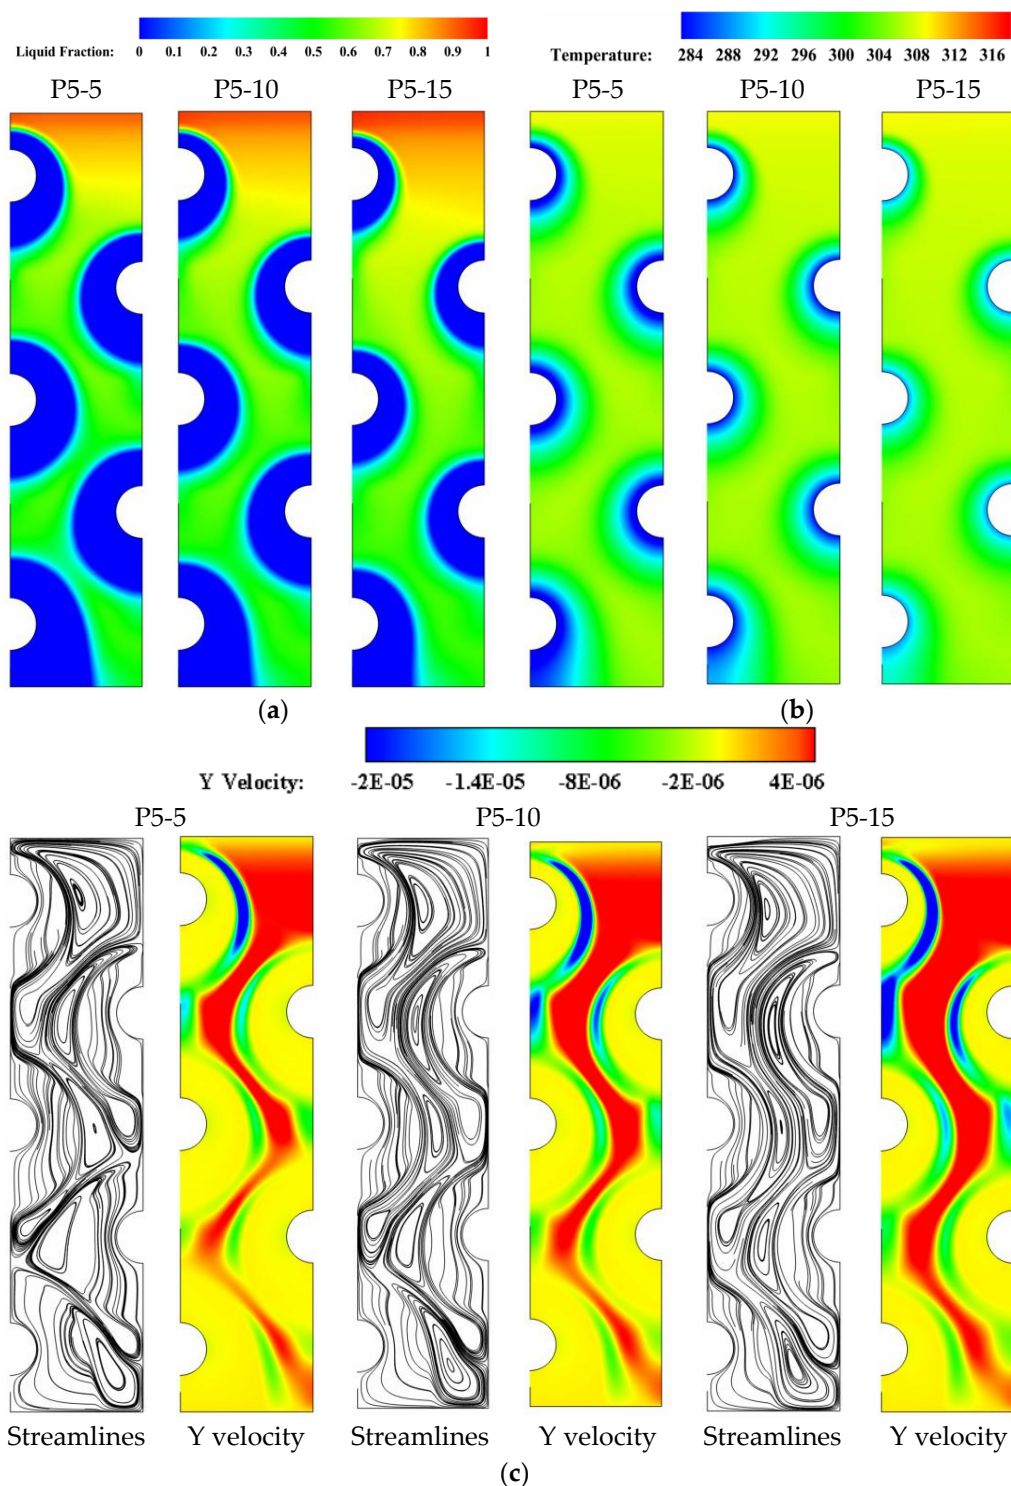 Liquid Fraction: 0 0.1 0.2 0.3 0.4 0.5 0.6 0.7 0.8 0.9 1
Temperature: 284 288 292 296 300 304 308 312 316
P5-5 P5-10 P5-15 P5-5 P5-10 P5-15
(a) (b)
Y Velocity: -2E-05 -1.4E-05 -8E-06 -2E-06 4E-06
P5-5 P5-10 P5-15
Streamlines Y velocity Streamlines Y velocity Streamlines Y velocity
(c)